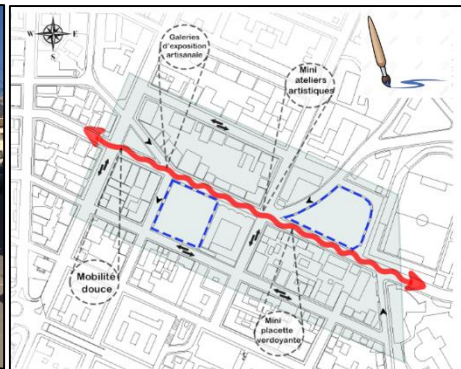 N
W
E
S
Galeries
d'exposition
artisanale
Mini
ateliers
artistiques
Mobilité
douce
Mini
placette
verdoyante